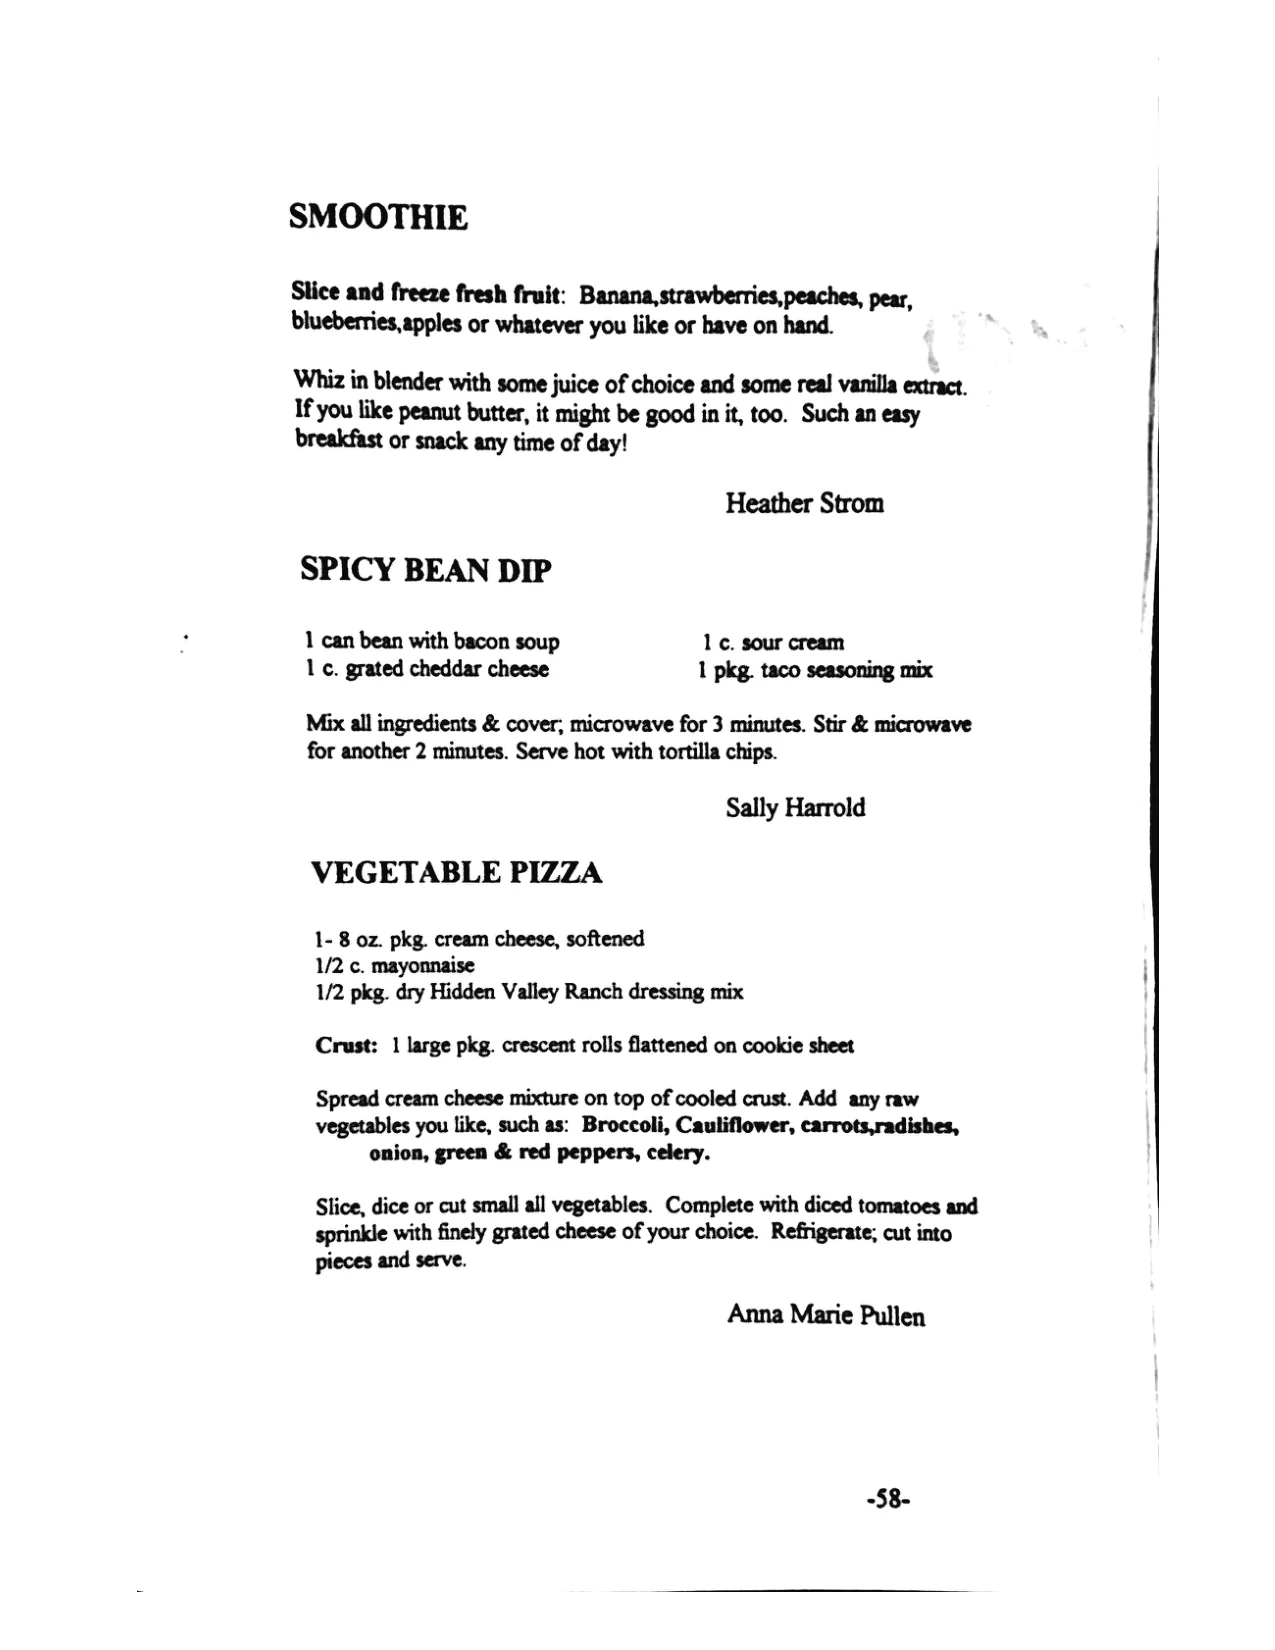 SMOOTHIE
Slice and freeze fresh fruit: Banana,strawberries,peaches, pear,
blueberries,apples or whatever you like or have on hand.
Whiz in blender with some juice of choice and some real vanilla extract.
If you like peanut butter, it might be good in it, too. Such an easy
breakfast or snack any time of day!
Heather Strom
SPICY BEAN DIP
1 can bean with bacon soup 1 c. sour cream
1 c. grated cheddar cheese 1 pkg. taco seasoning mix
Mix all ingredients & cover; microwave for 3 minutes. Stir & microwave
for another 2 minutes. Serve hot with tortilla chips.
Sally Harrold
VEGETABLE PIZZA
1- 8 oz. pkg. cream cheese, softened
1/2 c. mayonnaise
1/2 pkg. dry Hidden Valley Ranch dressing mix
Crust: 1 large pkg. crescent rolls flattened on cookie sheet
Spread cream cheese mixture on top of cooled crust. Add any raw
vegetables you like, such as: Broccoli, Cauliflower, carrots,radishes,
onion, green & red peppers, celery.
Slice, dice or cut small all vegetables. Complete with diced tomatoes and
sprinkle with finely grated cheese of your choice. Refrigerate; cut into
pieces and serve.
Anna Marie Pullen
-58-